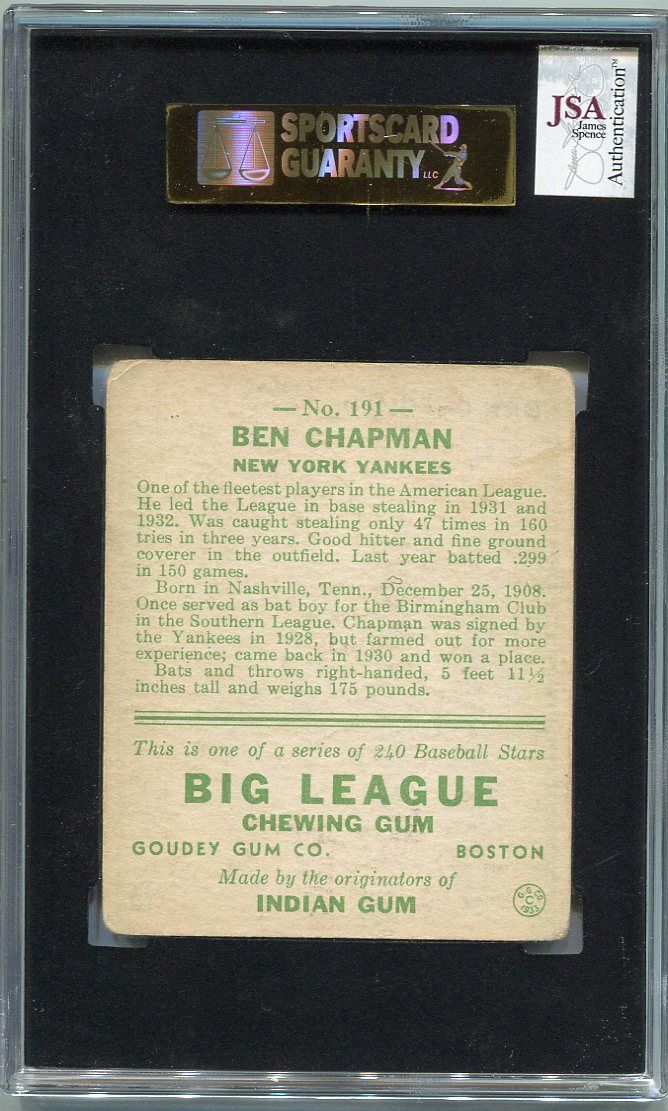 SPORTSCARD
GUARANTY LLC
JSA
James
Spence
Authentication™
— No. 191 —
BEN CHAPMAN
NEW YORK YANKEES
One of the fleetest players in the American League.
He led the League in base stealing in 1931 and
1932. Was caught stealing only 47 times in 160
tries in three years. Good hitter and fine ground
coverer in the outfield. Last year batted .299
in 150 games.
Born in Nashville, Tenn., December 25, 1908.
Once served as bat boy for the Birmingham Club
in the Southern League. Chapman was signed by
the Yankees in 1928, but farmed out for more
experience; came back in 1930 and won a place.
Bats and throws right-handed, 5 feet 11½
inches tall and weighs 175 pounds.
This is one of a series of 240 Baseball Stars
BIG LEAGUE
CHEWING GUM
GOUDEY GUM CO. BOSTON
Made by the originators of
INDIAN GUM
G. G. CO.
C
1933